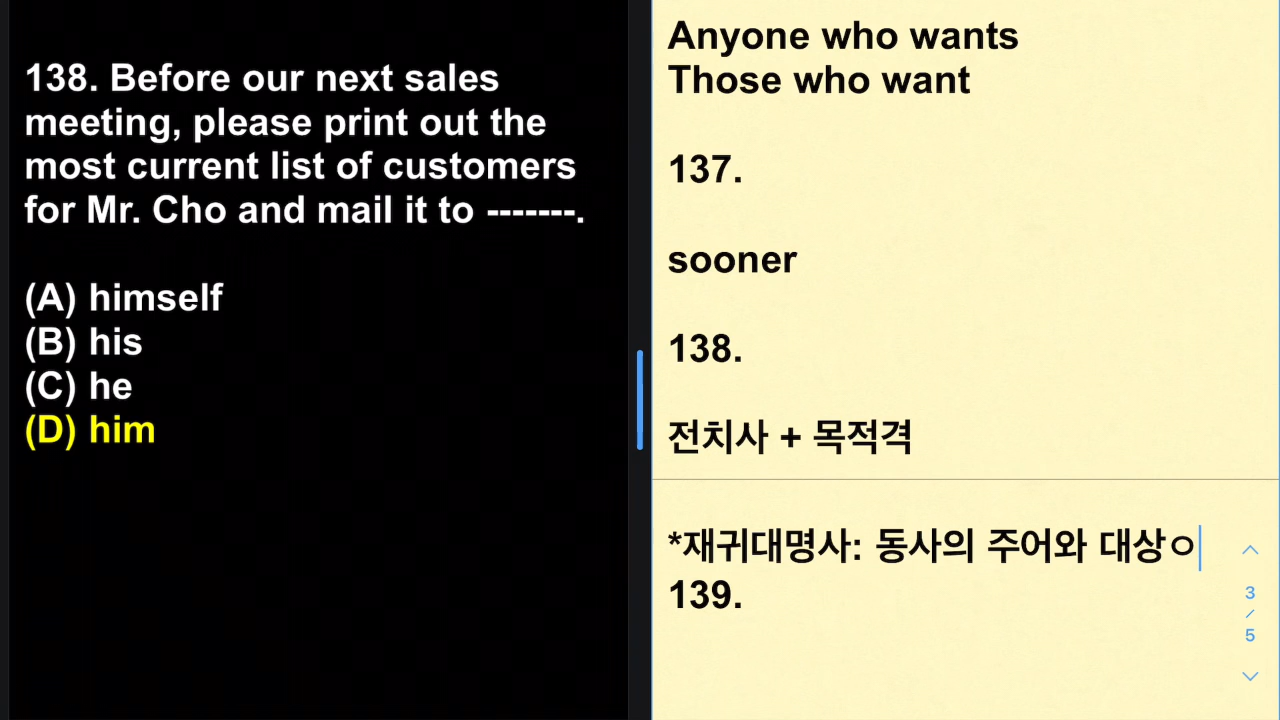 138. Before our next sales
meeting, please print out the
most current list of customers
for Mr. Cho and mail it to -------.
(A) himself
(B) his
(C) he
(D) him
Anyone who wants
Those who want
137.
sooner
138.
전치사 + 목적격
*재귀대명사: 동사의 주어와 대상ㅇ
139.
3
/
5